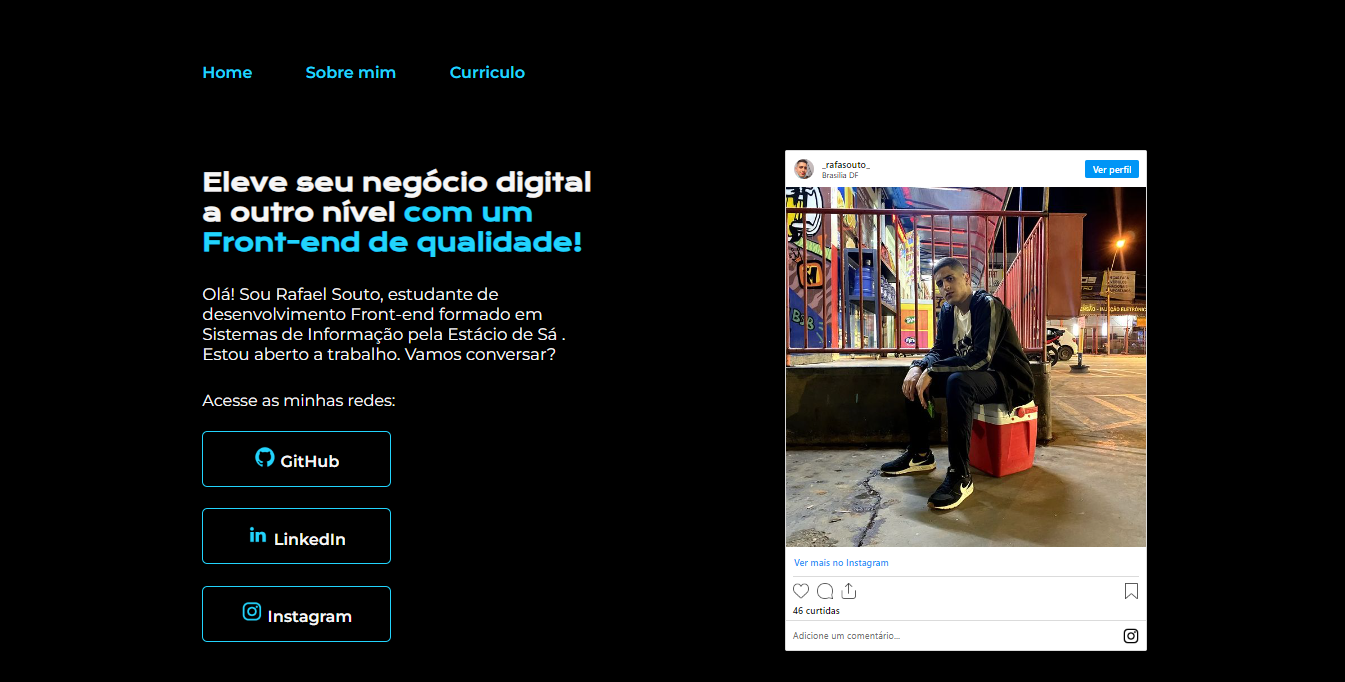 Home Sobre mim Curriculo
Eleve seu negócio digital
a outro nível com um
Front-end de qualidade!
Olá! Sou Rafael Souto, estudante de
desenvolvimento Front-end formado em
Sistemas de Informação pela Estácio de Sá .
Estou aberto a trabalho. Vamos conversar?
Acesse as minhas redes:
GitHub
in LinkedIn
Instagram
_rafasouto_
Brasília DF
Ver perfil
Ver mais no Instagram
46 curtidas
Adicione um comentário...